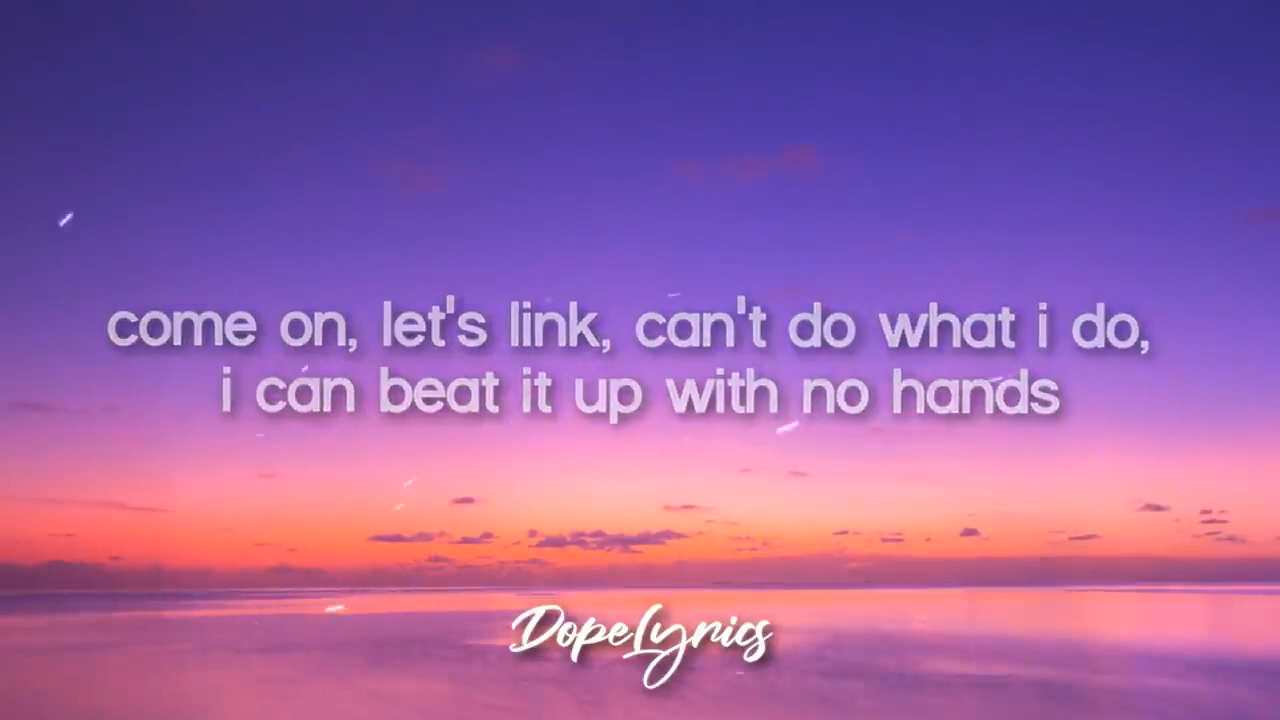 come on, let's link, can't do what i do,
i can beat it up with no hands
DopeLyrics